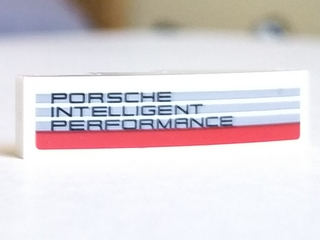 PORSCHE
INTELLIGENT
PERFORMANCE